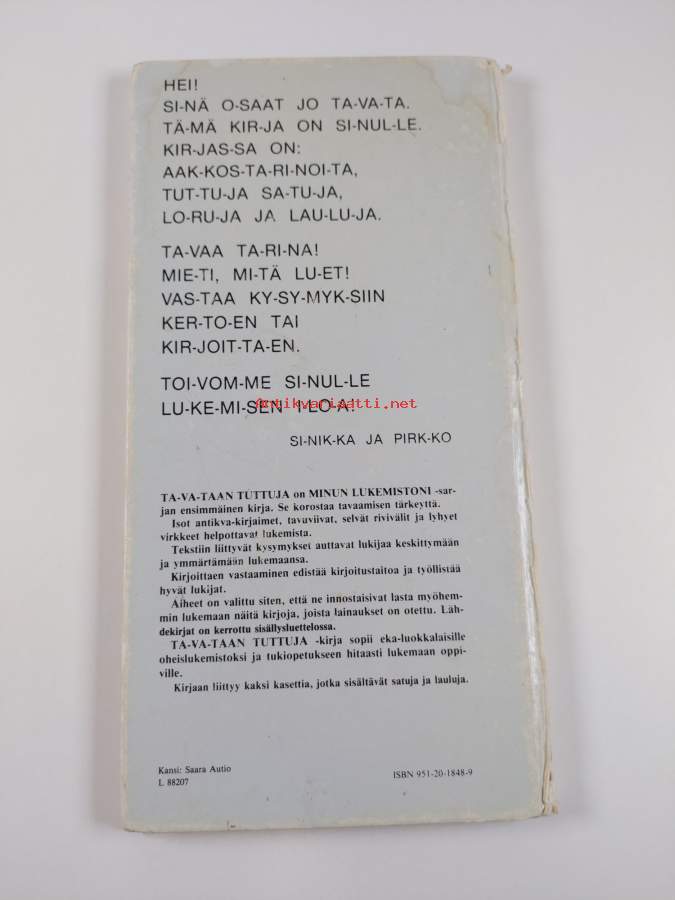 HEI!
SI-NÄ O-SAAT JO TA-VA-TA.
TÄ-MÄ KIR-JA ON SI-NUL-LE.
KIR-JAS-SA ON:
AAK-KOS-TA-RI-NOI-TA,
TUT-TU-JA SA-TU-JA,
LO-RU-JA JA LAU-LU-JA.
TA-VAA TA-RI-NA!
MIE-TI, MI-TÄ LU-ET!
VAS-TAA KY-SY-MYK-SIIN
KER-TO-EN TAI
KIR-JOIT-TA-EN.
TOI-VOM-ME SI-NUL-LE
LU-KE-MI-SEN I-LO-A!
antikvariaatti.net
SI-NIK-KA JA PIRK-KO
TA-VA-TAAN TUTTUJA on MINUN LUKEMISTONI -sar-
jan ensimmäinen kirja. Se korostaa tavaamisen tärkeyttä.
Isot antikva-kirjaimet, tavuviivat, selvät rivivälit ja lyhyet
virkkeet helpottavat lukemista.
Tekstiin liittyvät kysymykset auttavat lukijaa keskittymään
ja ymmärtämään lukemaansa.
Kirjoittaen vastaaminen edistää kirjoitustaitoa ja työllistää
hyvät lukijat.
Aiheet on valittu siten, että ne innostaisivat lasta myöhem-
min lukemaan näitä kirjoja, joista lainaukset on otettu. Läh-
dekirjat on kerrottu sisällysluettelossa.
TA-VA-TAAN TUTTUJA -kirja sopii eka-luokkalaisille
oheislukemistoksi ja tukiopetukseen hitaasti lukemaan oppi-
ville.
Kirjaan liittyy kaksi kasettia, jotka sisältävät satuja ja lauluja.
Kansi: Saara Autio
L 88207
ISBN 951-20-1848-9